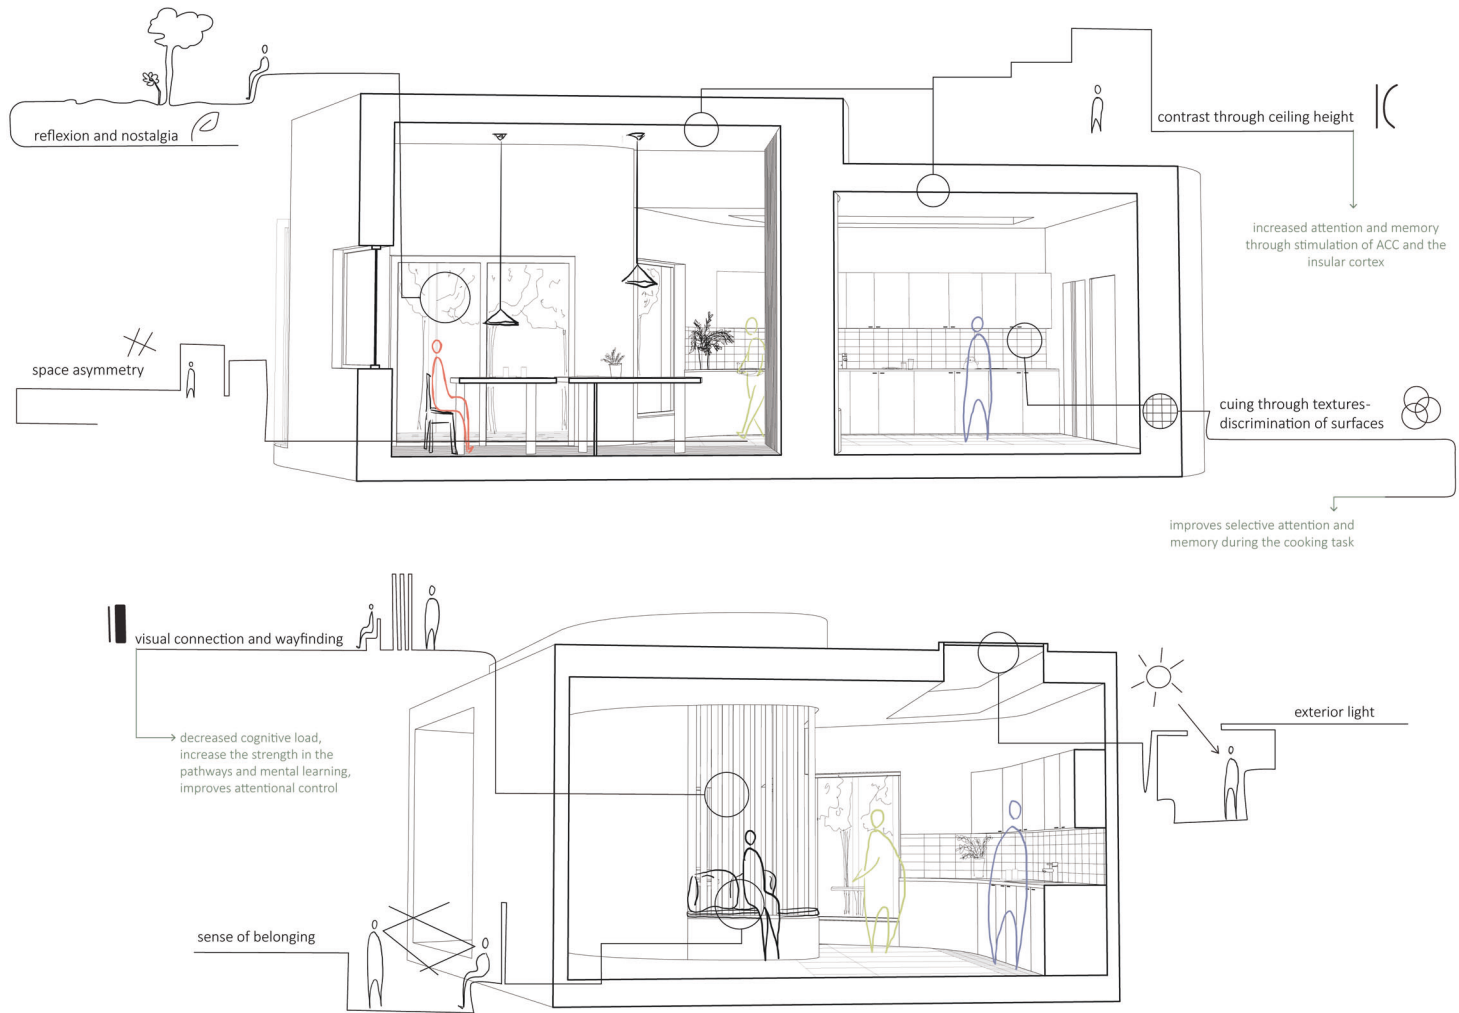 reflexion and nostalgia
contrast through ceiling height
increased attention and memory
through stimulation of ACC and the
insular cortex
space asymmetry
cuing through textures-
discrimination of surfaces
improves selective attention and
memory during the cooking task
visual connection and wayfinding
decreased cognitive load,
increase the strength in the
pathways and mental learning,
improves attentional control
exterior light
sense of belonging